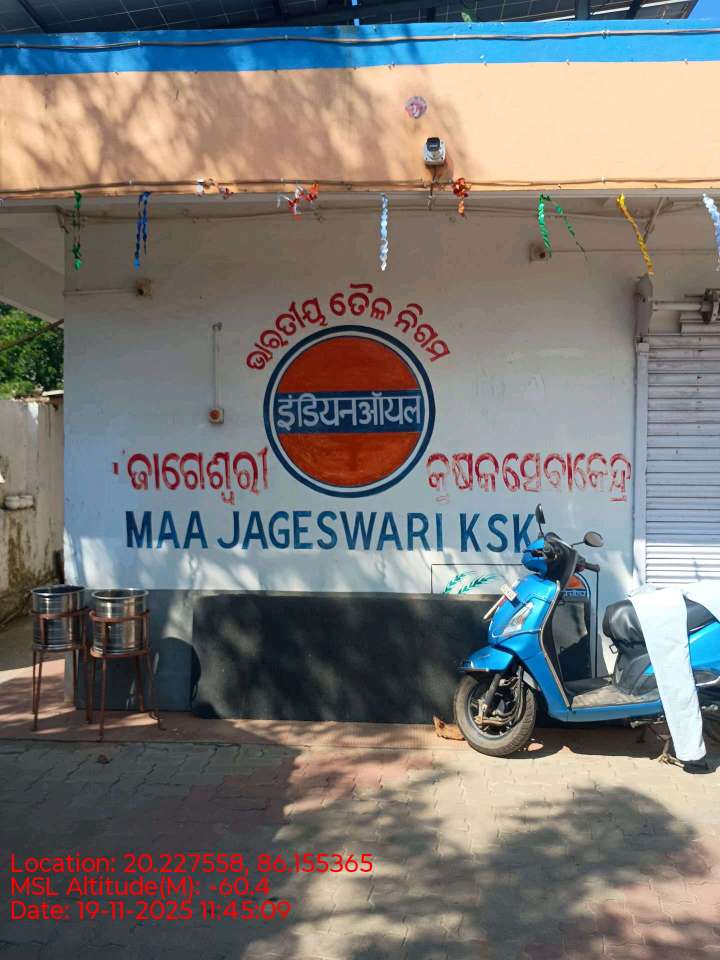 ଭାରତୀୟ ତୈଳ ନିଗମ
इंडियनऑयल
ଜାଗେଶ୍ୱରୀ କୃଷକ ସେବା କେନ୍ଦ୍ର
MAA JAGESWARI KSK
Location: 20.227558, 86.155365
MSL Altitude(M): -60.4
Date: 19-11-2025 11:45:09